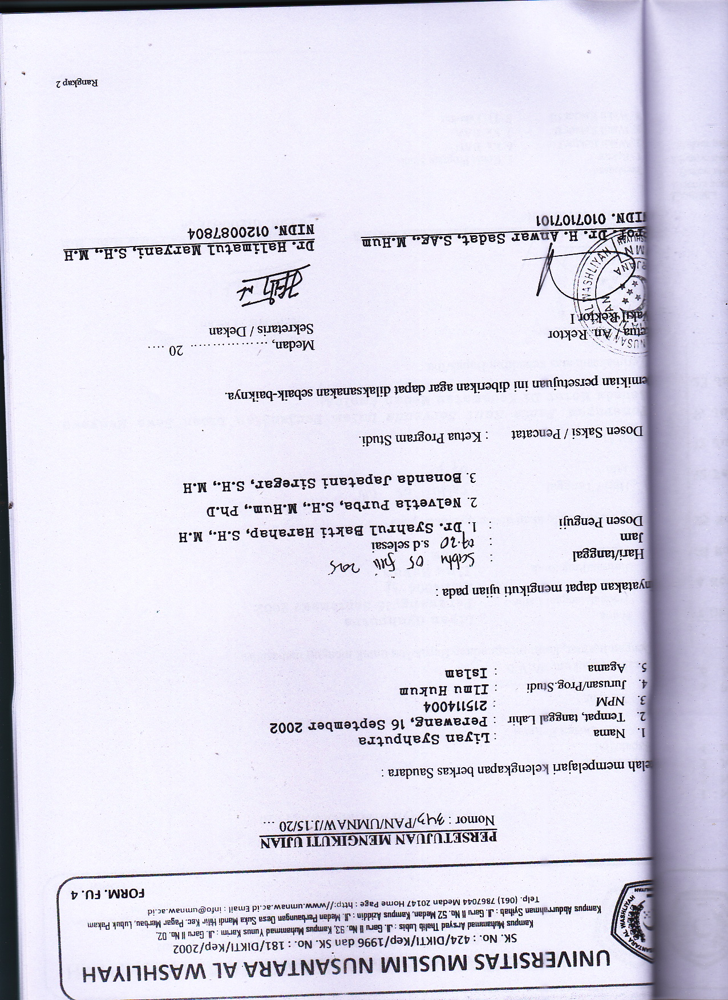 UNIVERSITAS MUSLIM NUSANTARA AL WASHLIYAH
SK. No. : 424/DIKTI/Kep/1996 dan SK. No. : 181/DIKTI/Kep/2002
Kampus Muhammad Arsyad Thalib Lubis : Jl. Garu II No. 93, Kampus Muhammad Yunus Karim : Jl. Garu II No. 02,
Kampus Abdurrahman Syihab : Jl. Garu II No. 52 Medan, Kampus Azddin : Jl. Medan Perbaungan Desa Suka Mandi Hilir Kec. Pagar Merbau, Lubuk Pakam
Telp. (061) 7867044 Medan 20147 Home Page : http://www.umnaw.ac.id Email : info@umnaw.ac.id
FORM. FU. 4
PERSETUJUAN MENGIKUTI UJIAN
Nomor : 343/PAN/UMNAW/J.15/20 ...
elah mempelajari kelengkapan berkas Saudara :
1. Nama : Liyan Syahputra
2. Tempat, tanggal Lahir : Perawang, 16 September 2002
3. NPM : 215114004
4. Jurusan/Prog.Studi : Ilmu Hukum
5. Agama : Islam
nyatakan dapat mengikuti ujian pada :
Hari/tanggal : Sabtu 05 Juli 2025
Jam : 07.20 s.d selesai
Dosen Penguji : 1. Dr. Syahrul Bakti Harahap, S.H., M.H
2. Nelvetia Purba, S.H., M.Hum., Ph.D
3. Bonanda Japatani Siregar, S.H., M.H
Dosen Saksi / Pencatat : Ketua Program Studi.
emikian persetujuan ini diberikan agar dapat dilaksanakan sebaik-baiknya.
Medan, .................. 20 ....
etua / An. Rektor
Sekretaris / Dekan
Wakil Rektor I
Prof. Dr. H. Anwar Sadat, S.Ag., M.Hum
Dr. Halimatul Maryani, S.H., M.H
NIDN. 0107107101
NIDN. 0120087804
Rangkap 2